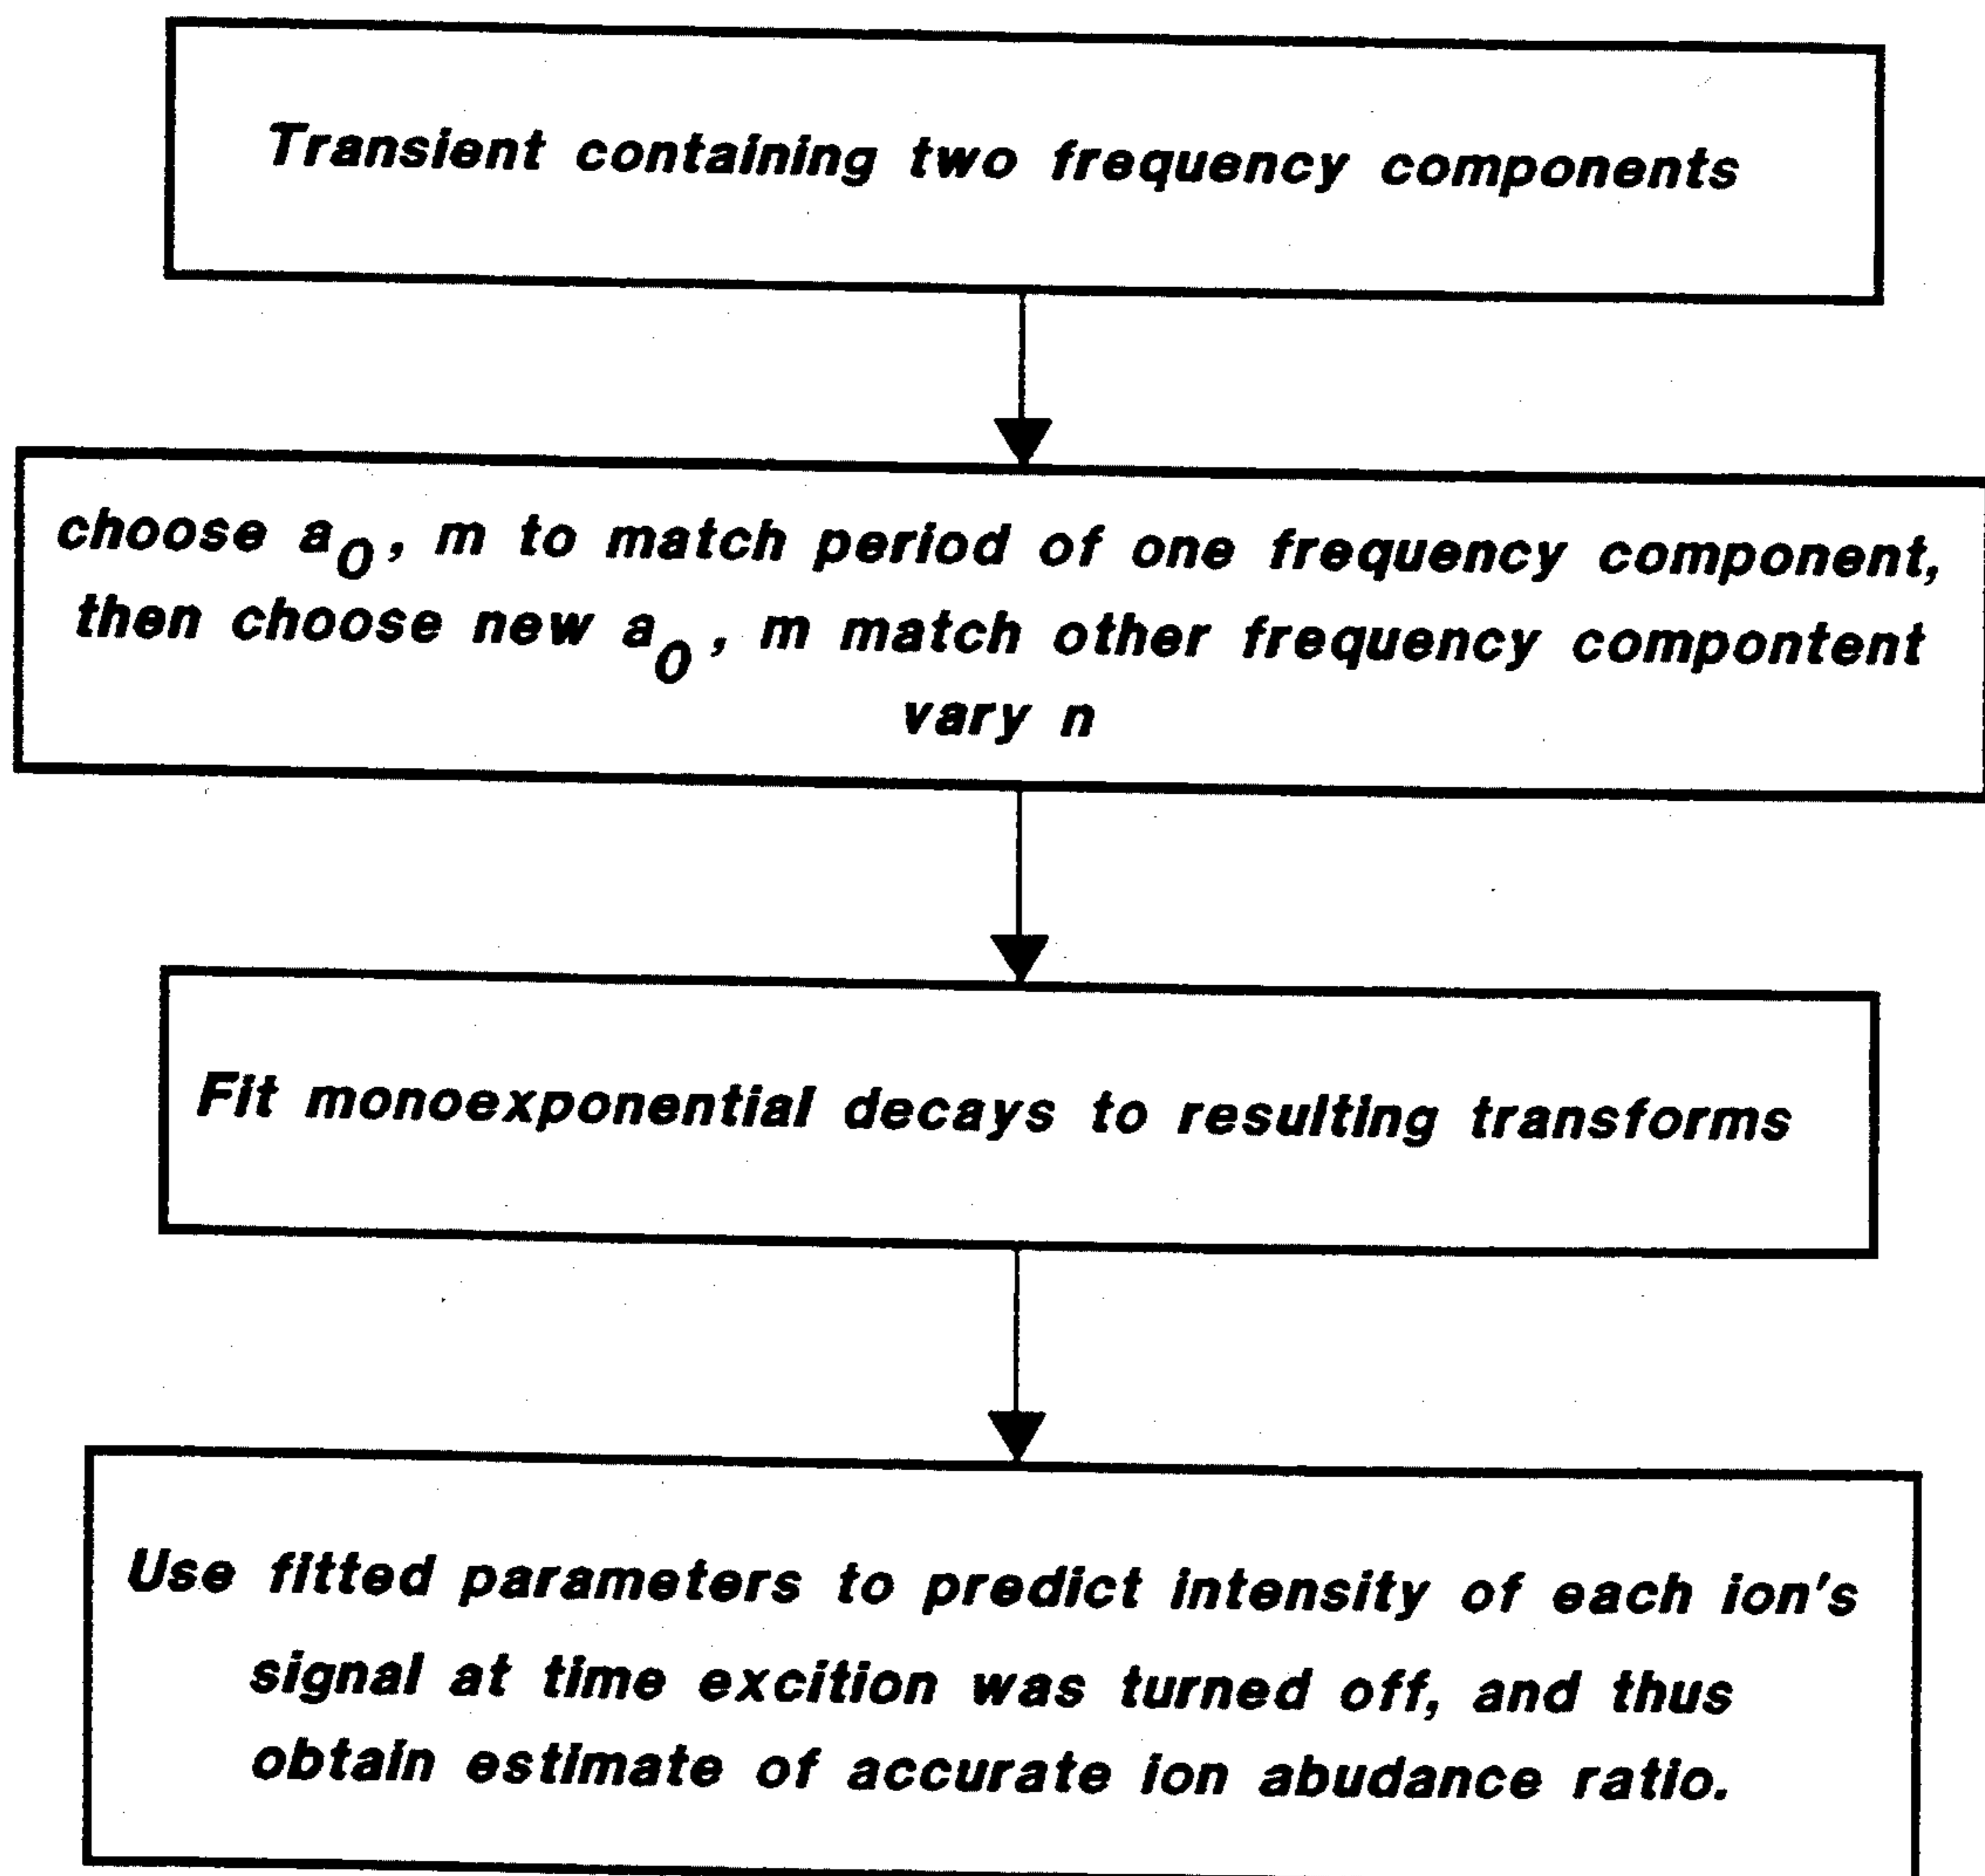 Transient containing two frequency components
choose a0, m to match period of one frequency component,
then choose new a0, m match other frequency compontent
vary n
Fit monoexponential decays to resulting transforms
Use fitted parameters to predict intensity of each ion's
signal at time excition was turned off, and thus
obtain estimate of accurate ion abudance ratio.